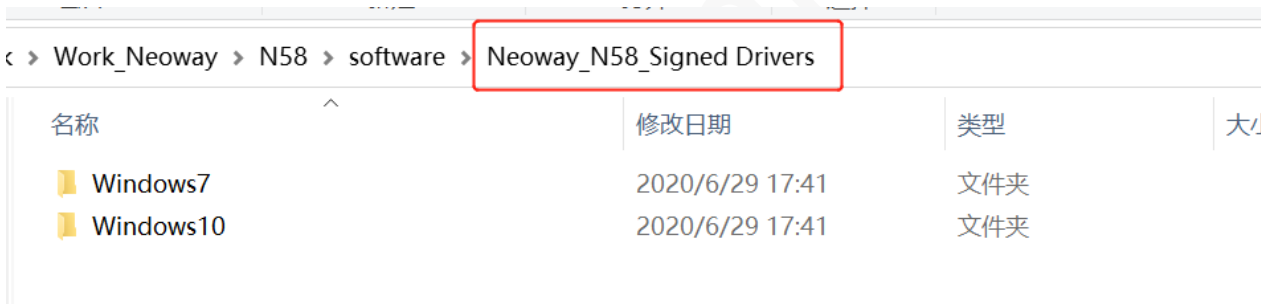 > Work_Neoway > N58 > software > Neoway_N58_Signed Drivers
名称 修改日期 类型
Windows7 2020/6/29 17:41 文件夹
Windows10 2020/6/29 17:41 文件夹